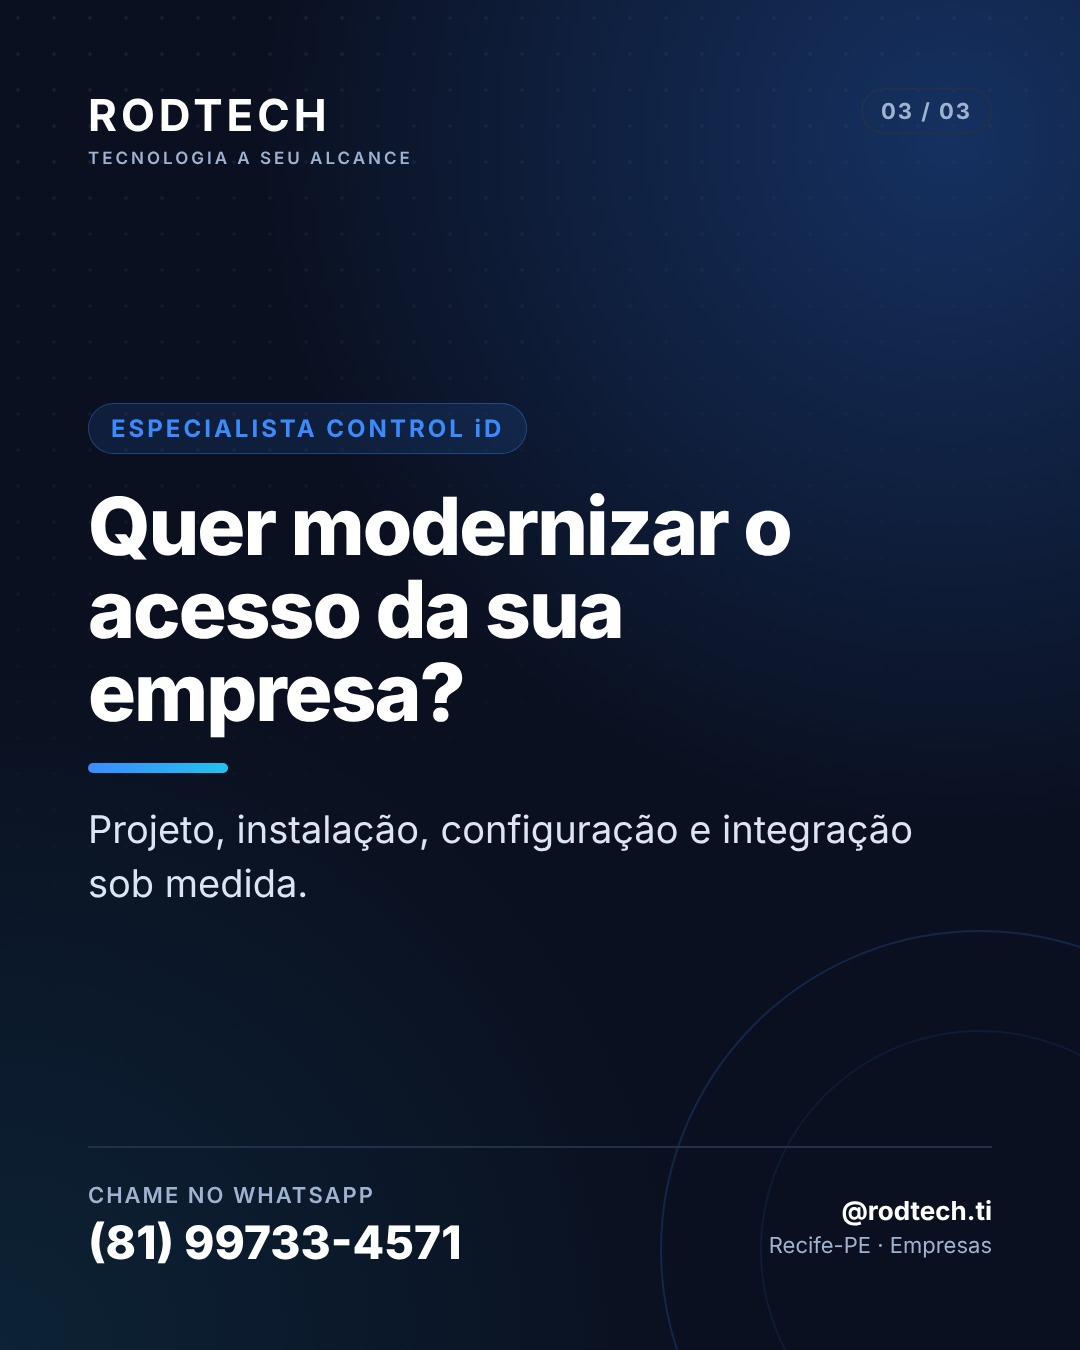 RODTECH
TECNOLOGIA A SEU ALCANCE
03 / 03
ESPECIALISTA CONTROL iD
Quer modernizar o
acesso da sua
empresa?
Projeto, instalação, configuração e integração
sob medida.
CHAME NO WHATSAPP
(81) 99733-4571
@rodtech.ti
Recife-PE · Empresas